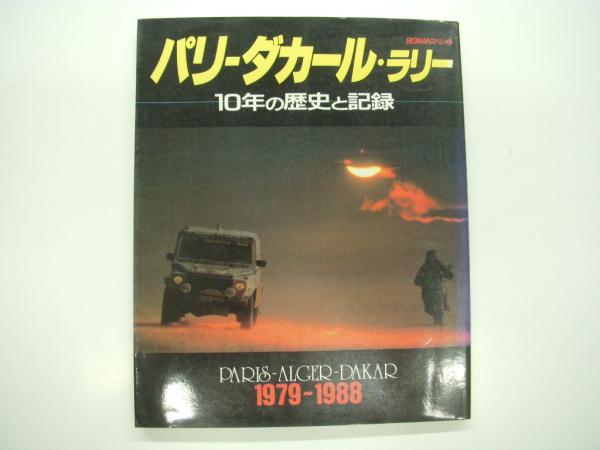 BIGMANスペシャル
パリ-ダカール・ラリー
10年の歴史と記録
PARIS-ALGER-DAKAR
1979~1988